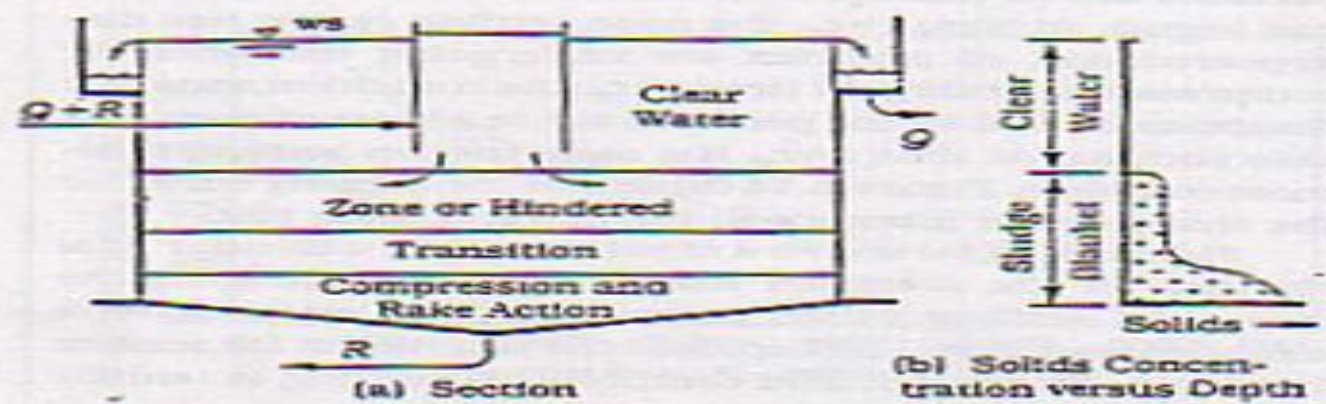 ws
Q + R
Clear
Water
Q
Zone or Hindered
Transition
Compression and
Rake Action
R
(a) Section
Clear
Water
Sludge
Blanket
Solids
(b) Solids Concen-
tration versus Depth